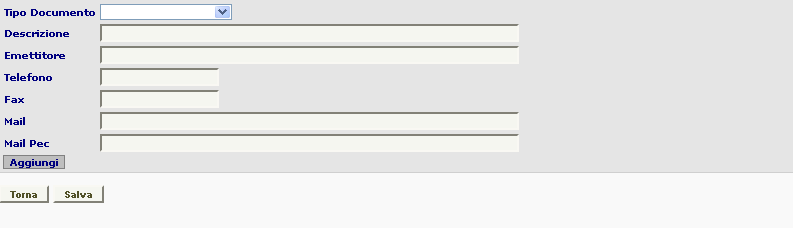 Tipo Documento
Descrizione
Emettitore
Telefono
Fax
Mail
Mail Pec
Aggiungi
Torna Salva